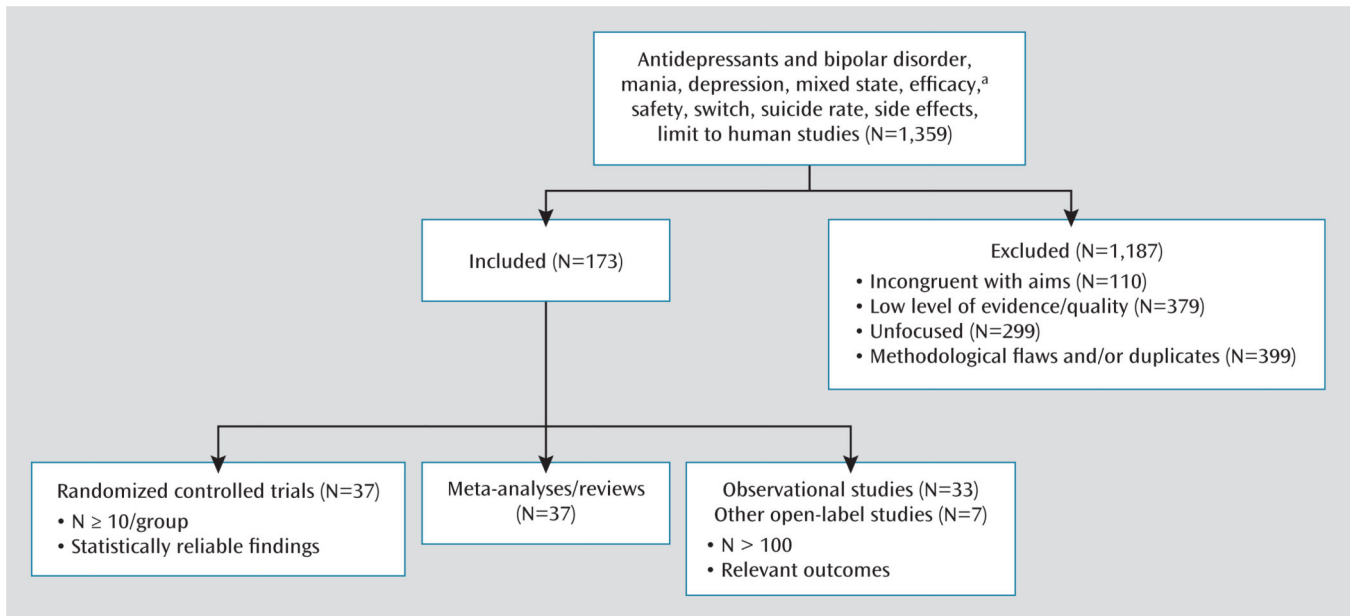 Antidepressants and bipolar disorder,
mania, depression, mixed state, efficacy,ᵃ
safety, switch, suicide rate, side effects,
limit to human studies (N=1,359)
Included (N=173)
Excluded (N=1,187)
• Incongruent with aims (N=110)
• Low level of evidence/quality (N=379)
• Unfocused (N=299)
• Methodological flaws and/or duplicates (N=399)
Randomized controlled trials (N=37)
• N ≥ 10/group
• Statistically reliable findings
Meta-analyses/reviews
(N=37)
Observational studies (N=33)
Other open-label studies (N=7)
• N > 100
• Relevant outcomes